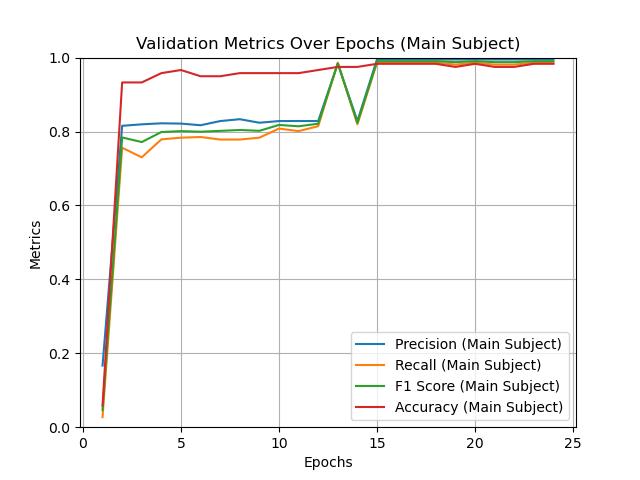 Validation Metrics Over Epochs (Main Subject)
1.0
0.8
0.6
0.4
0.2
0.0
Metrics
0
5
10
15
20
25
Epochs
Precision (Main Subject)
Recall (Main Subject)
F1 Score (Main Subject)
Accuracy (Main Subject)